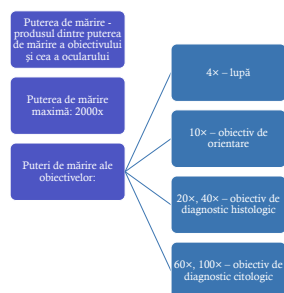 Puterea de mărire -
produsul dintre puterea
de mărire a obiectivului
și cea a ocularului
Puterea de mărire
maximă: 2000x
Puteri de mărire ale
obiectivelor:
4× – lupă
10× – obiectiv de
orientare
20×, 40× – obiectiv de
diagnostic histologic
60×, 100× – obiectiv de
diagnostic citologic